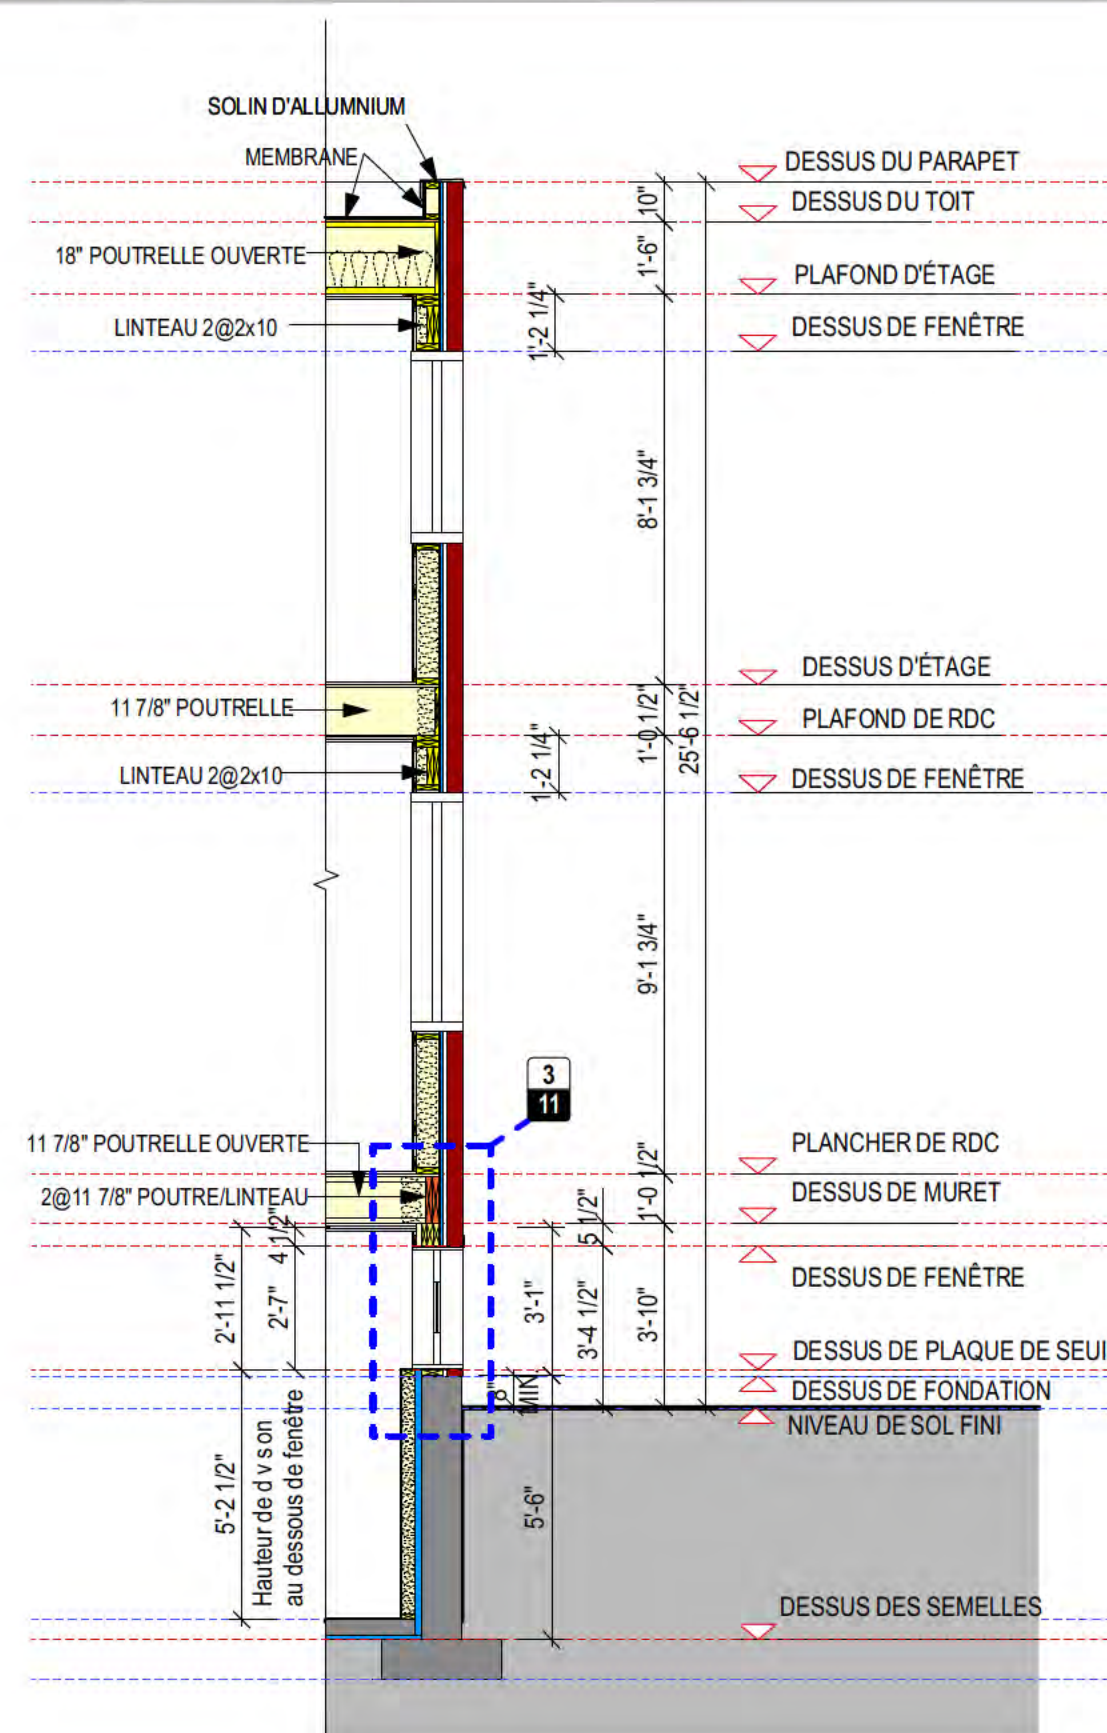 SOLIN D'ALLUMNIUM
MEMBRANE
18" POUTRELLE OUVERTE
LINTEAU 2@2x10
11 7/8" POUTRELLE
LINTEAU 2@2x10
11 7/8" POUTRELLE OUVERTE
2@11 7/8" POUTRE/LINTEAU
3
11
10"
1'-6"
1'-2 1/4"
8'-1 3/4"
1'-0 1/2"
25'-6 1/2"
1'-2 1/4"
9'-1 3/4"
1'-0 1/2"
5 1/2"
4 1/2"
2'-11 1/2"
2'-7"
3'-1"
3'-4 1/2"
3'-10"
8"
MIN.
5'-2 1/2"
Hauteur de d v s on
au dessous de fenêtre
5'-6"
DESSUS DU PARAPET
DESSUS DU TOIT
PLAFOND D'ÉTAGE
DESSUS DE FENÊTRE
DESSUS D'ÉTAGE
PLAFOND DE RDC
DESSUS DE FENÊTRE
PLANCHER DE RDC
DESSUS DE MURET
DESSUS DE FENÊTRE
DESSUS DE PLAQUE DE SEUI
DESSUS DE FONDATION
NIVEAU DE SOL FINI
DESSUS DES SEMELLES